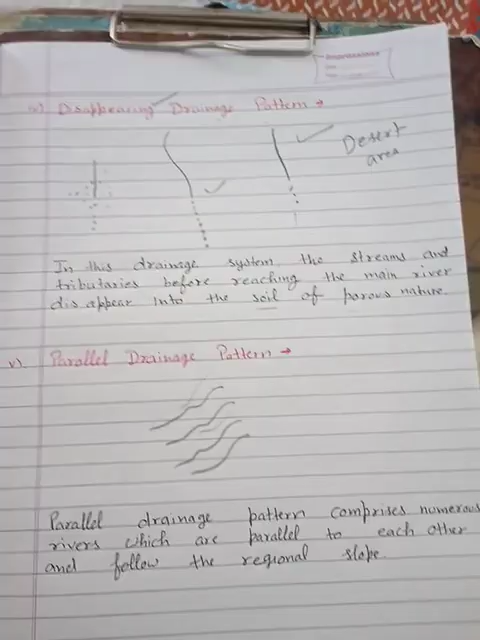 Disappearing Drainage Pattern →
Desert
area
In this drainage system the streams and
tributaries before reaching the main river
dis appear into the soil of porous nature.
v) Parallel Drainage Pattern →
Parallel drainage pattern comprises numerous
rivers which are parallel to each other
and follow the regional slope.